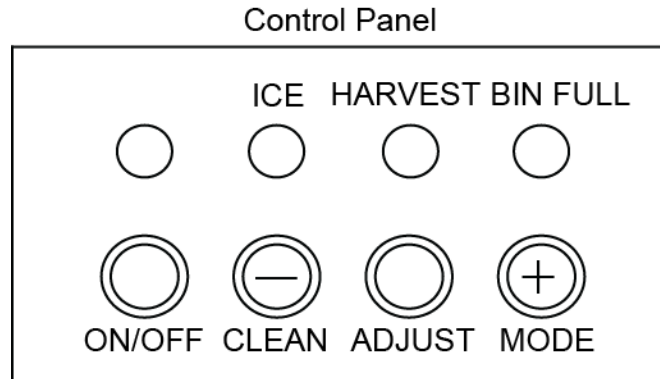 Control Panel
ICE HARVEST BIN FULL
− +
ON/OFF CLEAN ADJUST MODE